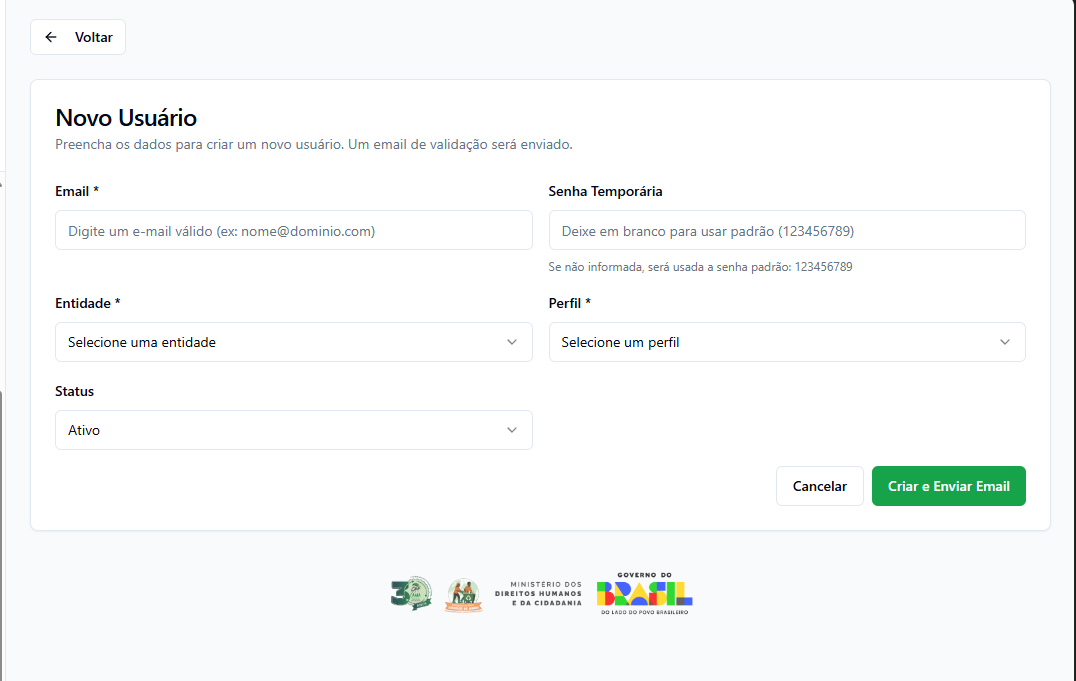 Voltar
Novo Usuário
Preencha os dados para criar um novo usuário. Um email de validação será enviado.
Email *
Senha Temporária
Digite um e-mail válido (ex: nome@dominio.com)
Deixe em branco para usar padrão (123456789)
Se não informada, será usada a senha padrão: 123456789
Entidade *
Perfil *
Selecione uma entidade
Selecione um perfil
Status
Ativo
Cancelar
Criar e Enviar Email
30
MINISTÉRIO DOS
DIREITOS HUMANOS
E DA CIDADANIA
GOVERNO DO
BRASIL
DO LADO DO POVO BRASILEIRO